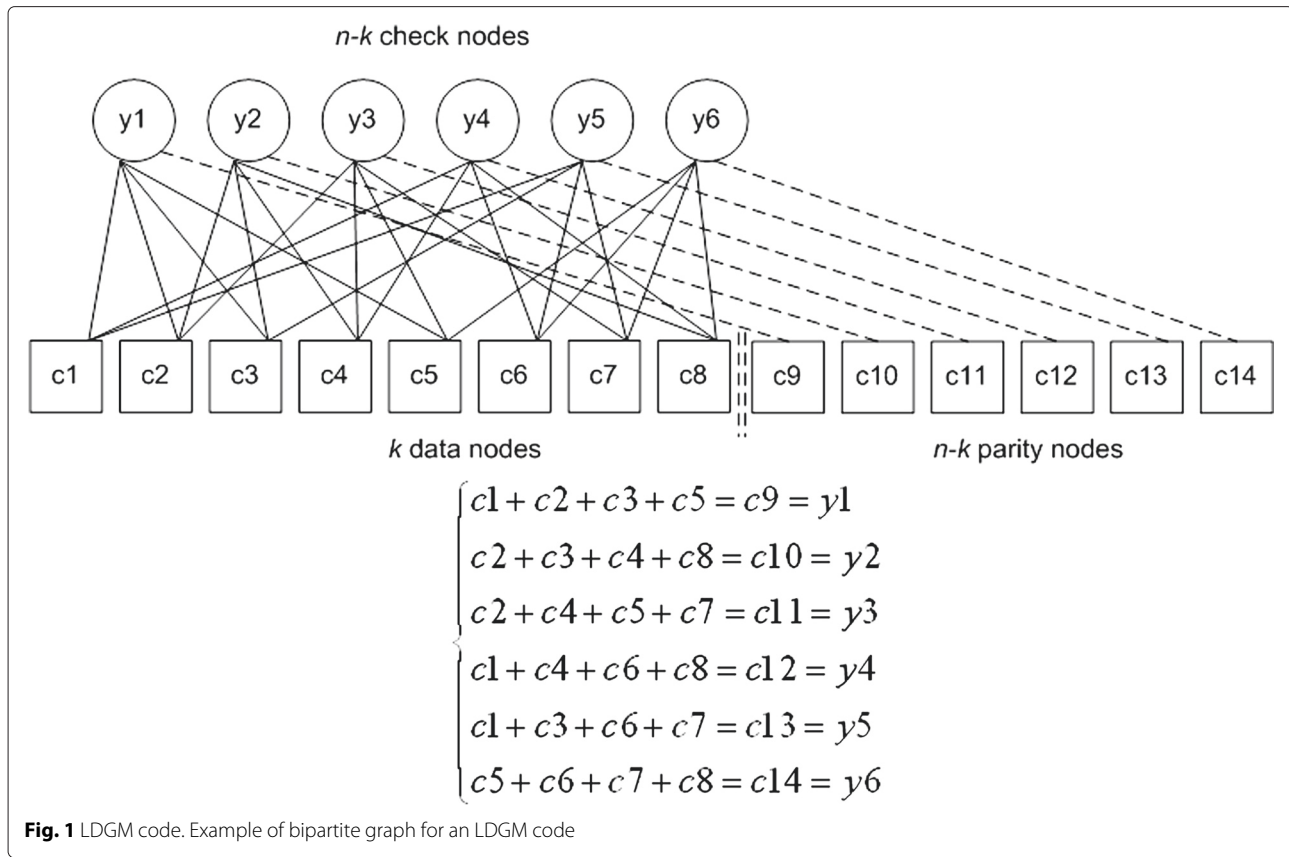 n-k check nodes
y1 y2 y3 y4 y5 y6
c1 c2 c3 c4 c5 c6 c7 c8 c9 c10 c11 c12 c13 c14
k data nodes n-k parity nodes
c1 + c2 + c3 + c5 = c9 = y1
c2 + c3 + c4 + c8 = c10 = y2
c2 + c4 + c5 + c7 = c11 = y3
c1 + c4 + c6 + c8 = c12 = y4
c1 + c3 + c6 + c7 = c13 = y5
c5 + c6 + c7 + c8 = c14 = y6
Fig. 1 LDGM code. Example of bipartite graph for an LDGM code